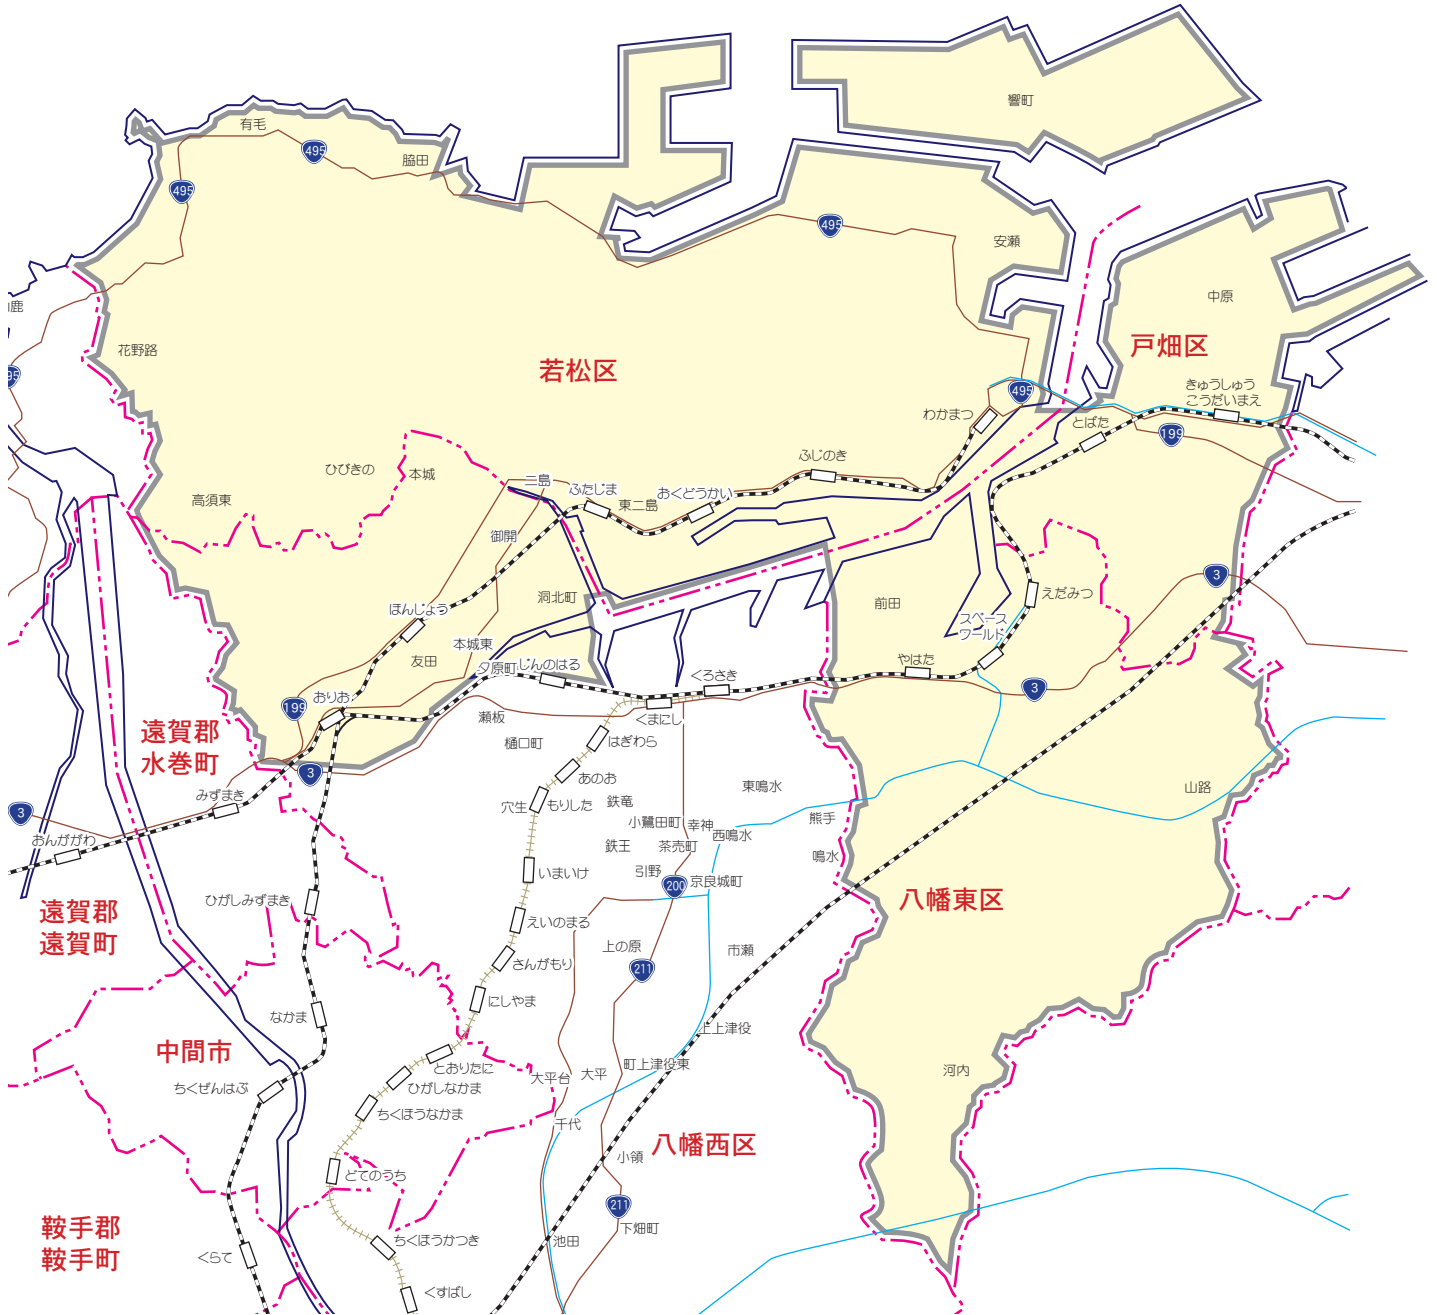 響町
有毛
495
脇田
495
495
安瀬
中原
鹿
花野路
若松区
戸畑区
495
きゅうしゅう
こうだいまえ
わかまつ
とばた
199
ふじのき
ひびきの
本城
二島
ふたじま
おくどうかい
東二島
高須東
御開
3
えだみつ
洞北町
前田
ほんじょう
スペース
ワールド
本城東
友田
夕原町
じんのはる
くろさき
やはた
3
おりお
199
瀬板
くまにし
遠賀郡
水巻町
樋口町
はぎわら
3
あのお
東鳴水
山路
みずまき
穴生
もりした
鉄竜
3
小鷺田町
幸神
熊手
おんががわ
西鳴水
鉄王
茶売町
鳴水
いまいけ
引野
200
京良城町
ひがしみずまき
八幡東区
遠賀郡
遠賀町
えいのまる
上の原
市瀬
さんがもり
211
にしやま
なかま
上上津役
中間市
とおりたに
町上津役東
河内
大平台
大平
ちくぜんはぶ
ひがしなかま
ちくほうなかま
千代
八幡西区
小嶺
どてのうち
211
鞍手郡
鞍手町
下畑町
ちくほうかつき
池田
くらて
くすばし